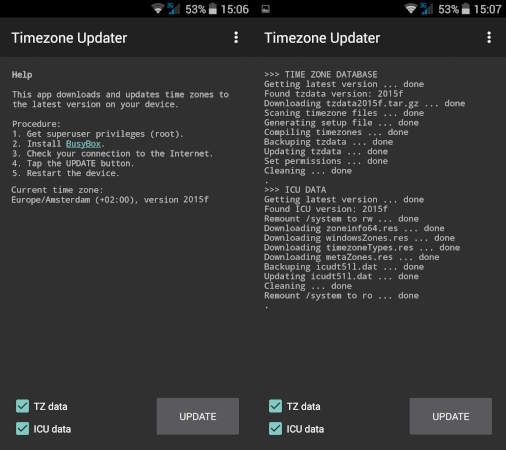 53% 15:06
Timezone Updater
Help
This app downloads and updates time zones to
the latest version on your device.
Procedure:
1. Get superuser privileges (root).
2. Install BusyBox.
3. Check your connection to the Internet.
4. Tap the UPDATE button.
5. Restart the device.
Current time zone:
Europe/Amsterdam (+02:00), version 2015f
TZ data
ICU data
UPDATE
53% 15:07
Timezone Updater
>>> TIME ZONE DATABASE
Getting latest version ... done
Found tzdata version: 2015f
Downloading tzdata2015f.tar.gz ... done
Scanning timezone files ... done
Generating setup file ... done
Compiling timezones ... done
Backuping tzdata ... done
Updating tzdata ... done
Set permissions ... done
Cleaning ... done
.
>>> ICU DATA
Getting latest version ... done
Found ICU version: 2015f
Remount /system to rw ... done
Downloading zoneinfo64.res ... done
Downloading windowsZones.res ... done
Downloading timezoneTypes.res ... done
Downloading metaZones.res ... done
Backuping icudt51l.dat ... done
Updating icudt51l.dat ... done
Cleaning ... done
Remount /system to ro ... done
.
TZ data
ICU data
UPDATE